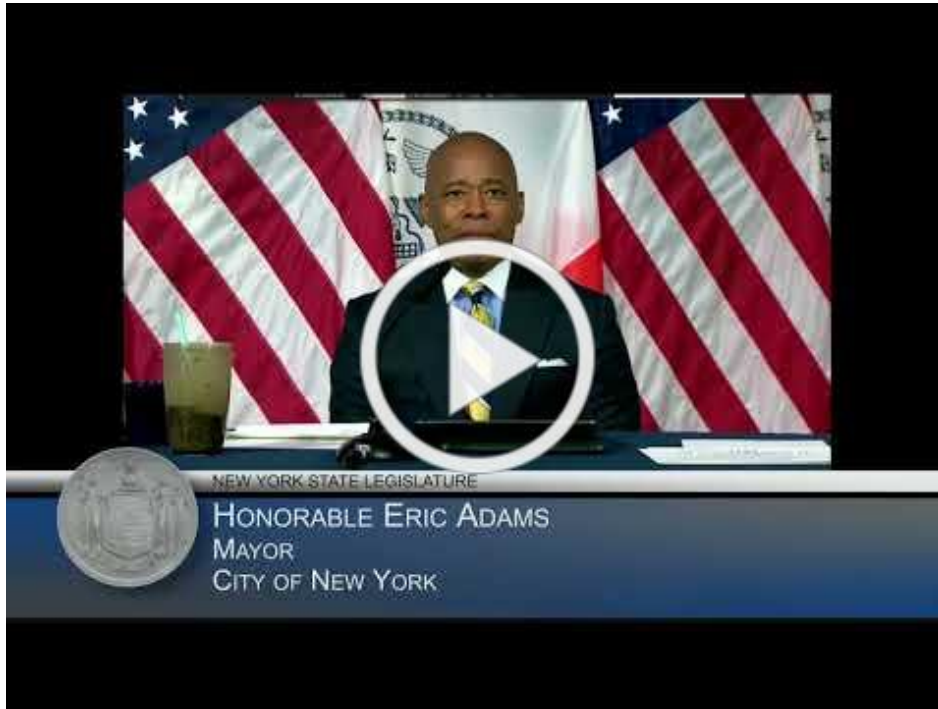 NEW YORK STATE LEGISLATURE
HONORABLE ERIC ADAMS
MAYOR
CITY OF NEW YORK